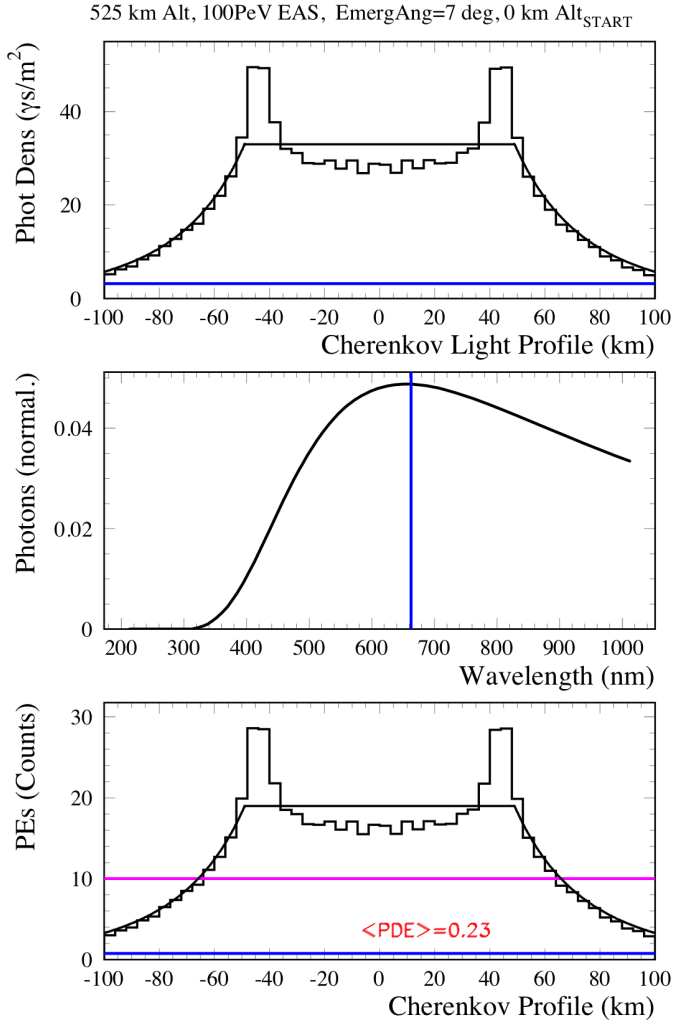 525 km Alt, 100PeV EAS, EmergAng=7 deg, 0 km Alt_START
Phot Dens (γs/m²)
40
20
0
-100 -80 -60 -40 -20 0 20 40 60 80 100
Cherenkov Light Profile (km)
Photons (normal.)
0.04
0.02
0
200 300 400 500 600 700 800 900 1000
Wavelength (nm)
PEs (Counts)
30
20
10
<PDE>=0.23
0
-100 -80 -60 -40 -20 0 20 40 60 80 100
Cherenkov Profile (km)